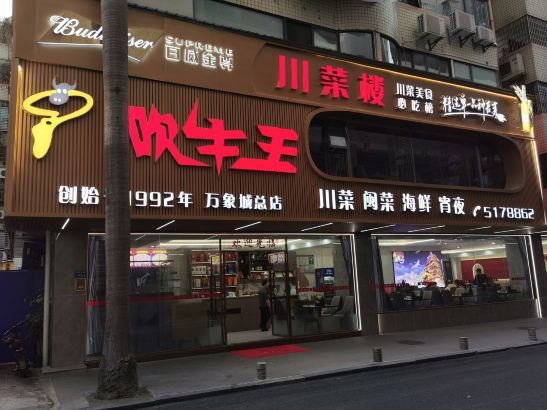 Budweiser SUPREME
百威金尊
川菜楼
川菜美食
必吃榜
吹牛王
创始于1992年 万象城总店
川菜 闽菜 海鲜 宵夜 5178862
欢迎光临